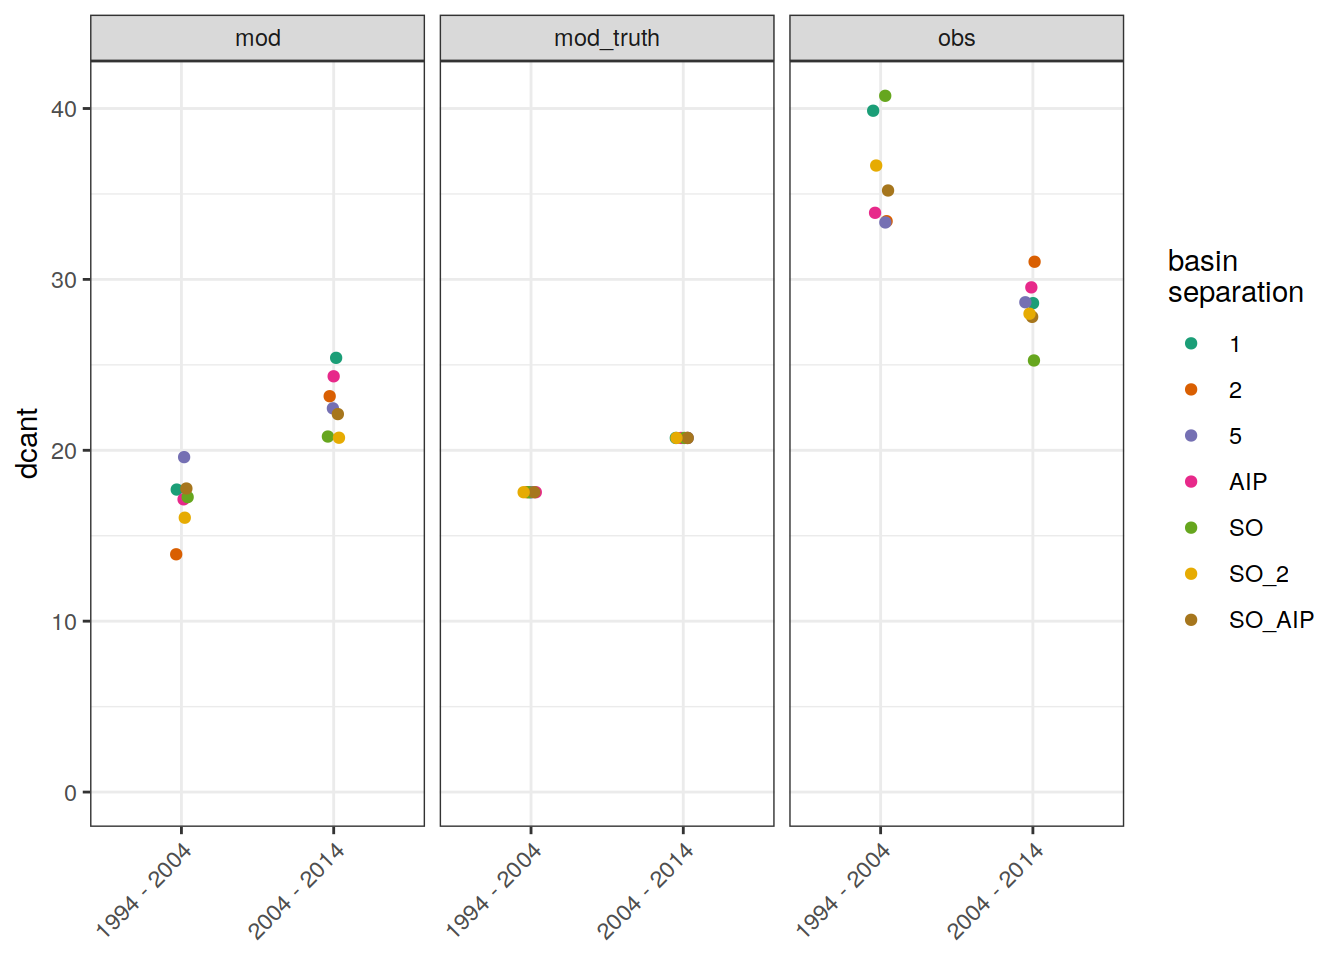 mod
mod_truth
obs
40
30
20
10
0
dcant
1994 - 2004
2004 - 2014
1994 - 2004
2004 - 2014
1994 - 2004
2004 - 2014
basin
separation
1
2
5
AIP
SO
SO_2
SO_AIP